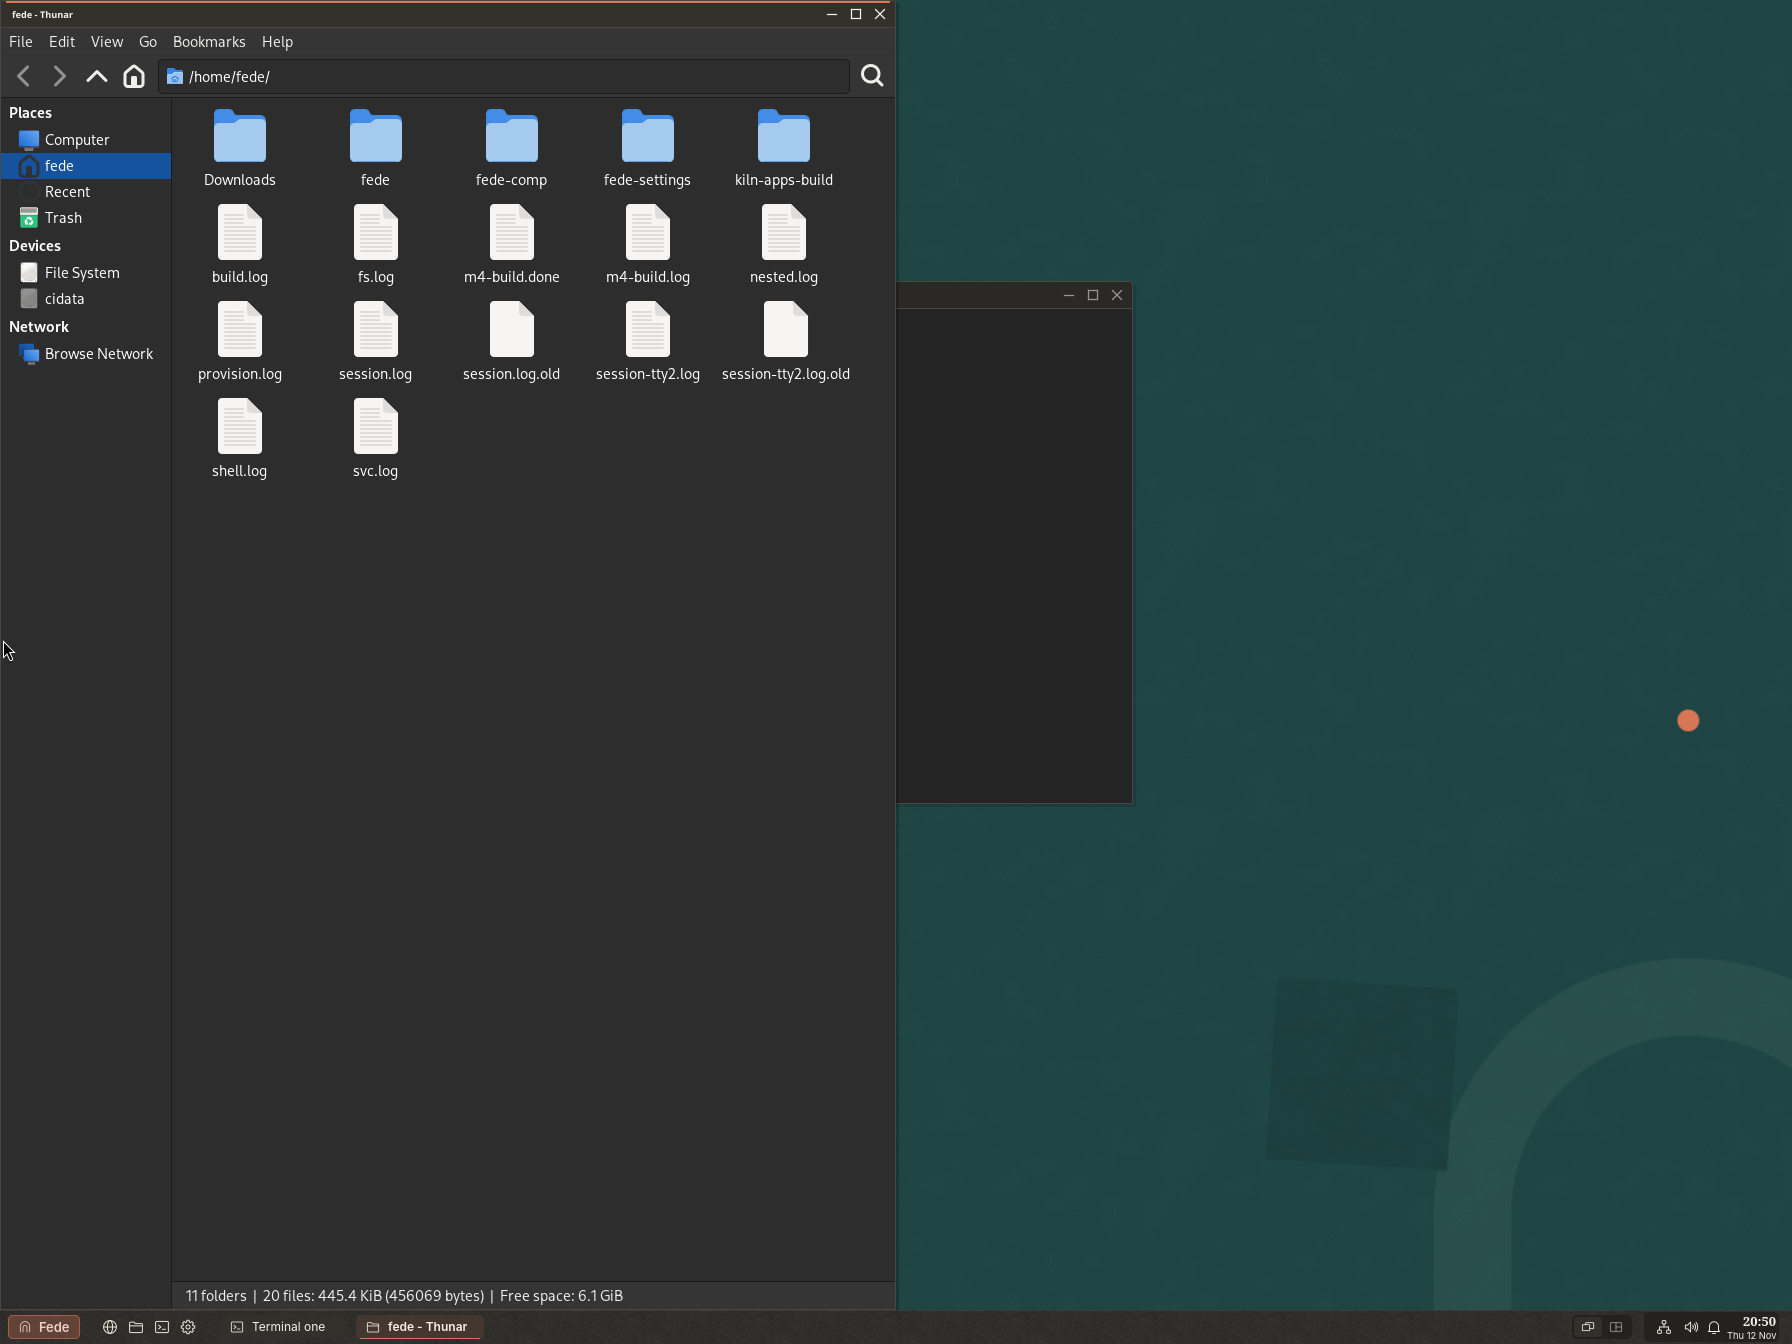 fede - Thunar
File Edit View Go Bookmarks Help
/home/fede/
Places
Computer
fede
Recent
Trash
Devices
File System
cidata
Network
Browse Network
Downloads fede fede-comp fede-settings kiln-apps-build
build.log fs.log m4-build.done m4-build.log nested.log
provision.log session.log session.log.old session-tty2.log session-tty2.log.old
shell.log svc.log
11 folders | 20 files: 445.4 KiB (456069 bytes) | Free space: 6.1 GiB
Fede Terminal one fede - Thunar 20:50
Thu 12 Nov